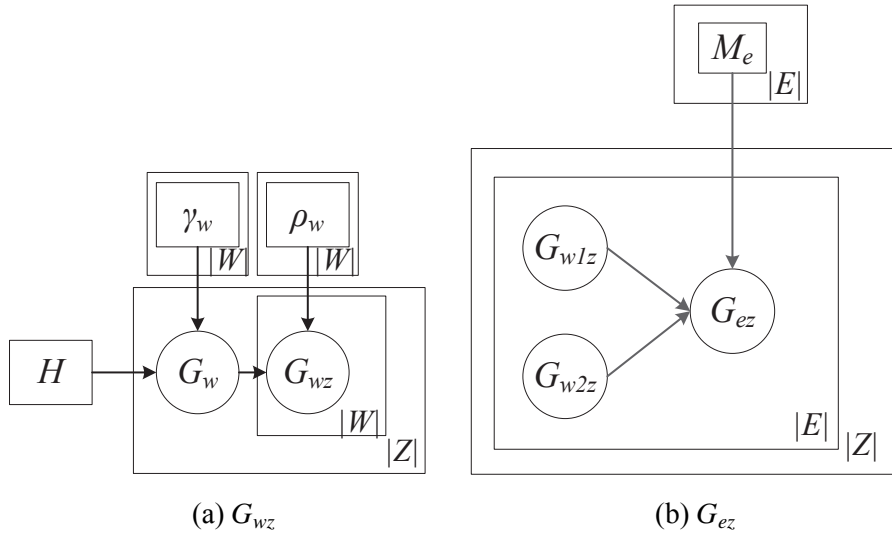 γw
|W|
ρw
|W|
H
Gw
Gwz
|W|
|Z|
(a) Gwz
Me
|E|
Gw1z
Gw2z
Gez
|E|
|Z|
(b) Gez